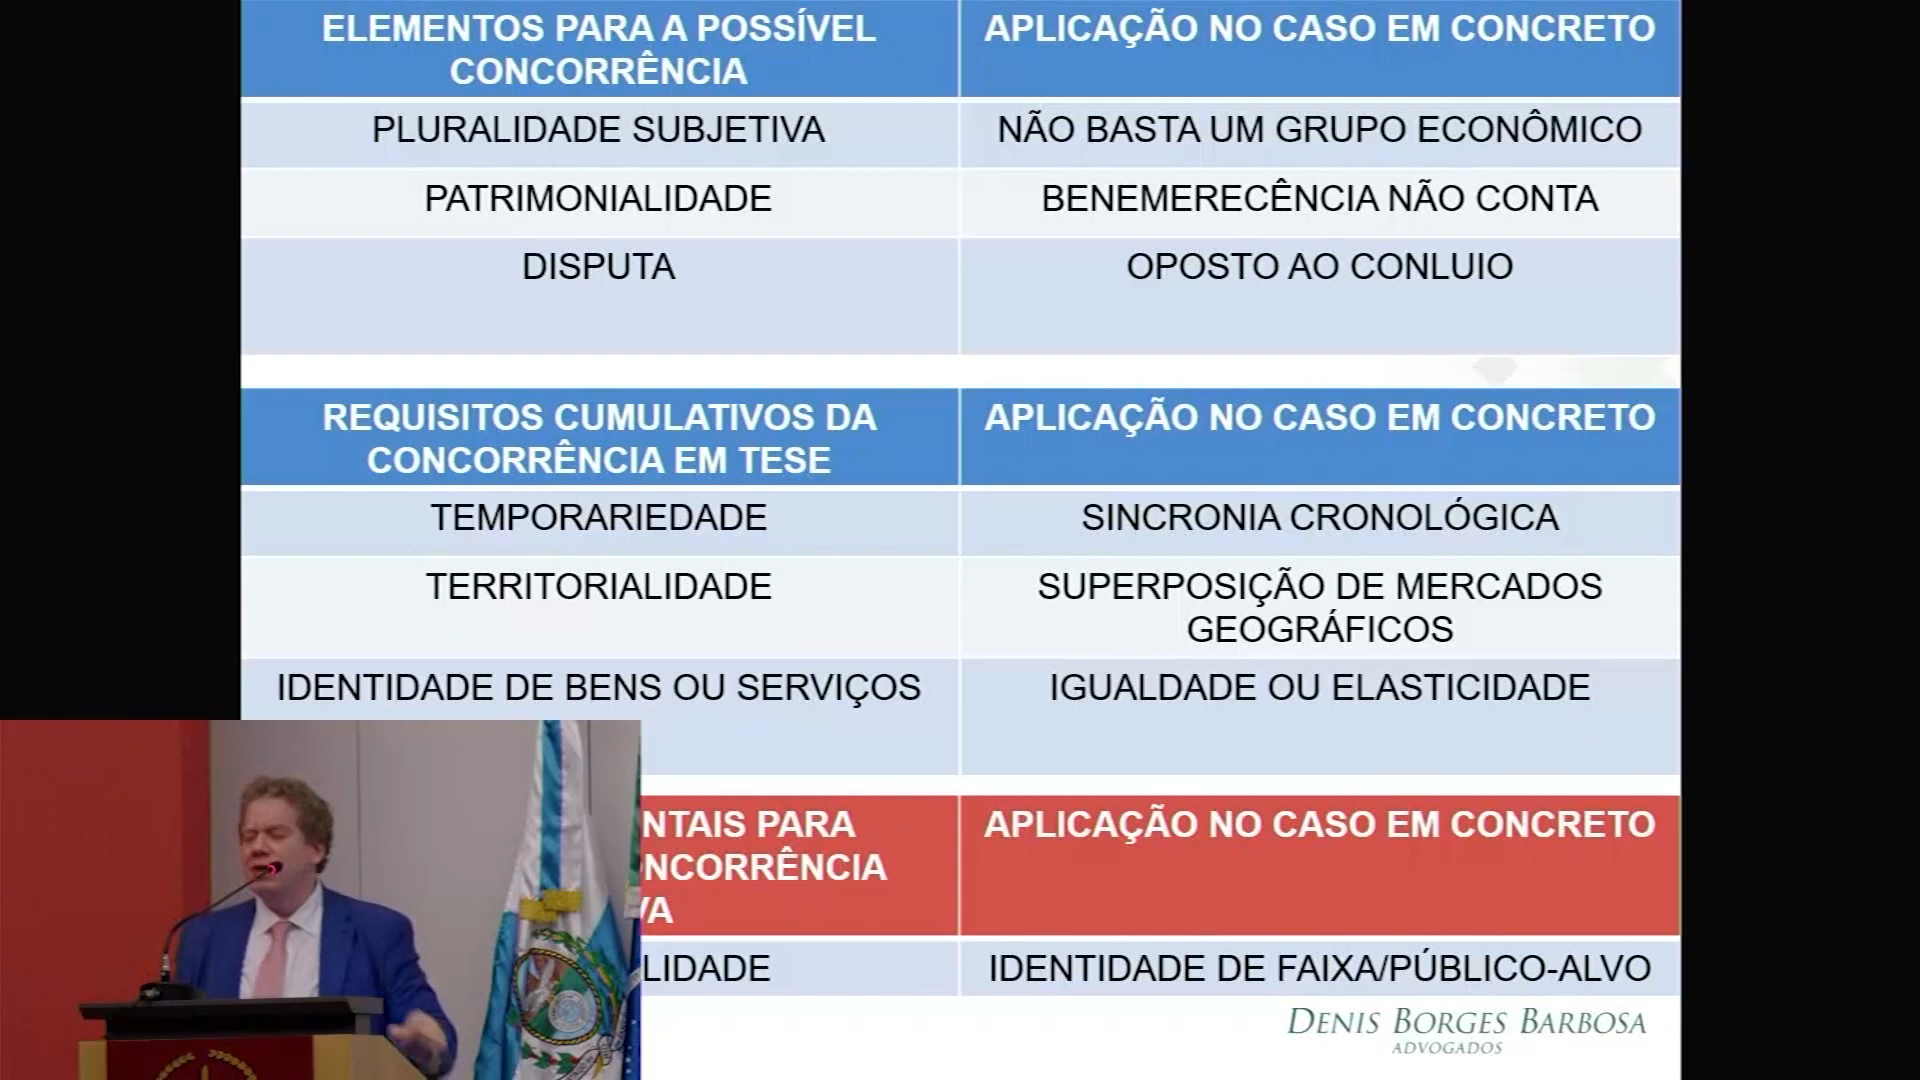 ELEMENTOS PARA A POSSÍVEL
CONCORRÊNCIA
APLICAÇÃO NO CASO EM CONCRETO
PLURALIDADE SUBJETIVA
NÃO BASTA UM GRUPO ECONÔMICO
PATRIMONIALIDADE
BENEMERECÊNCIA NÃO CONTA
DISPUTA
OPOSTO AO CONLUIO
REQUISITOS CUMULATIVOS DA
CONCORRÊNCIA EM TESE
APLICAÇÃO NO CASO EM CONCRETO
TEMPORARIEDADE
SINCRONIA CRONOLÓGICA
TERRITORIALIDADE
SUPERPOSIÇÃO DE MERCADOS
GEOGRÁFICOS
IDENTIDADE DE BENS OU SERVIÇOS
IGUALDADE OU ELASTICIDADE
NTAIS PARA
NCORRÊNCIA
VA
APLICAÇÃO NO CASO EM CONCRETO
LIDADE
IDENTIDADE DE FAIXA/PÚBLICO-ALVO
DENIS BORGES BARBOSA
ADVOGADOS